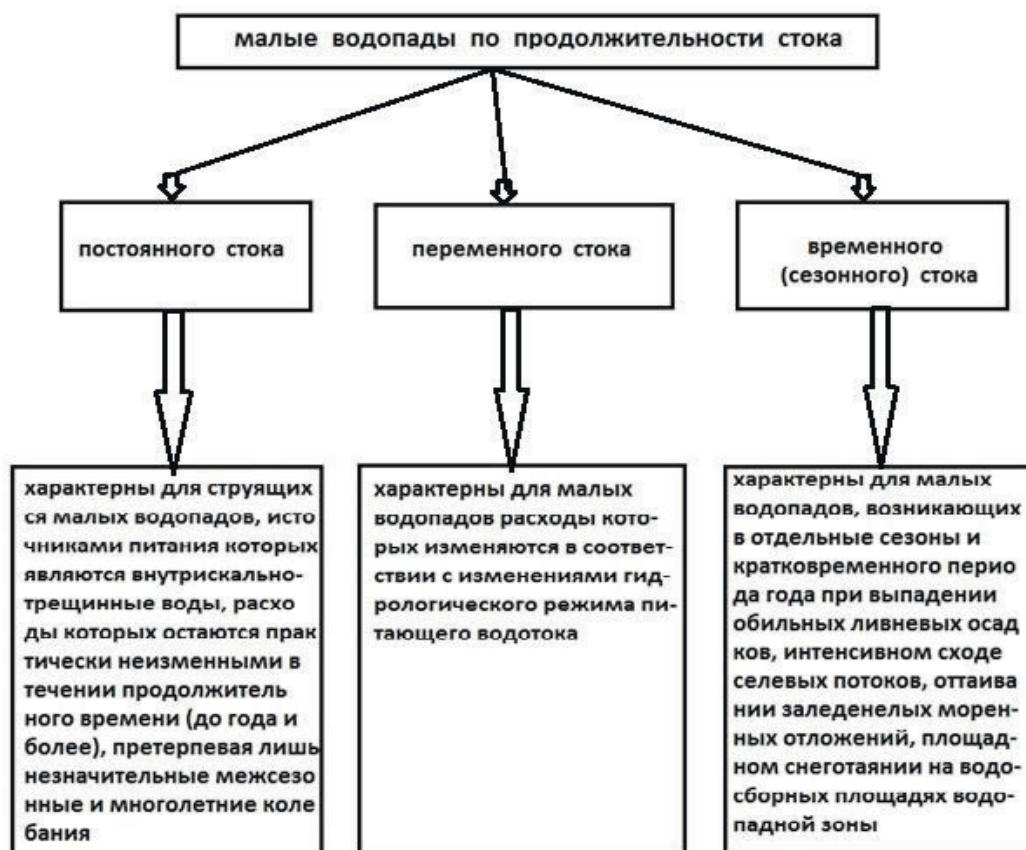 малые водопады по продолжительности стока
постоянного стока
переменного стока
временного
(сезонного) стока
характерны для струящих
ся малых водопадов, исто
чниками питания которых
являются внутрискально-
трещинные воды, расхо
ды которых остаются прак
тически неизменными в
течении продолжитель
ного времени (до года и
более), претерпевая лишь
незначительные межсезо
нные и многолетние коле
бания
характерны для малых
водопадов расходы кото-
рых изменяются в соответ-
ствии с изменениями гид-
рологического режима пи-
тающего водотока
характерны для малых
водопадов, возникающих
в отдельные сезоны и
кратковременного перио
да года при выпадении
обильных ливневых осад
ков, интенсивном сходе
селевых потоков, оттаива
нии заледенелых морен-
ных отложений, площад-
ном снеготаянии на водо-
сборных площадях водо-
падной зоны